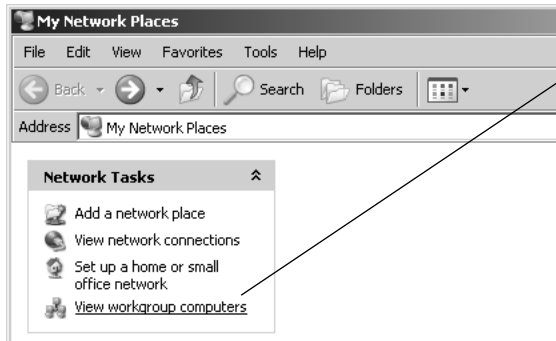 My Network Places
File Edit View Favorites Tools Help
Back Search Folders
Address My Network Places
Network Tasks
Add a network place
View network connections
Set up a home or small
office network
View workgroup computers